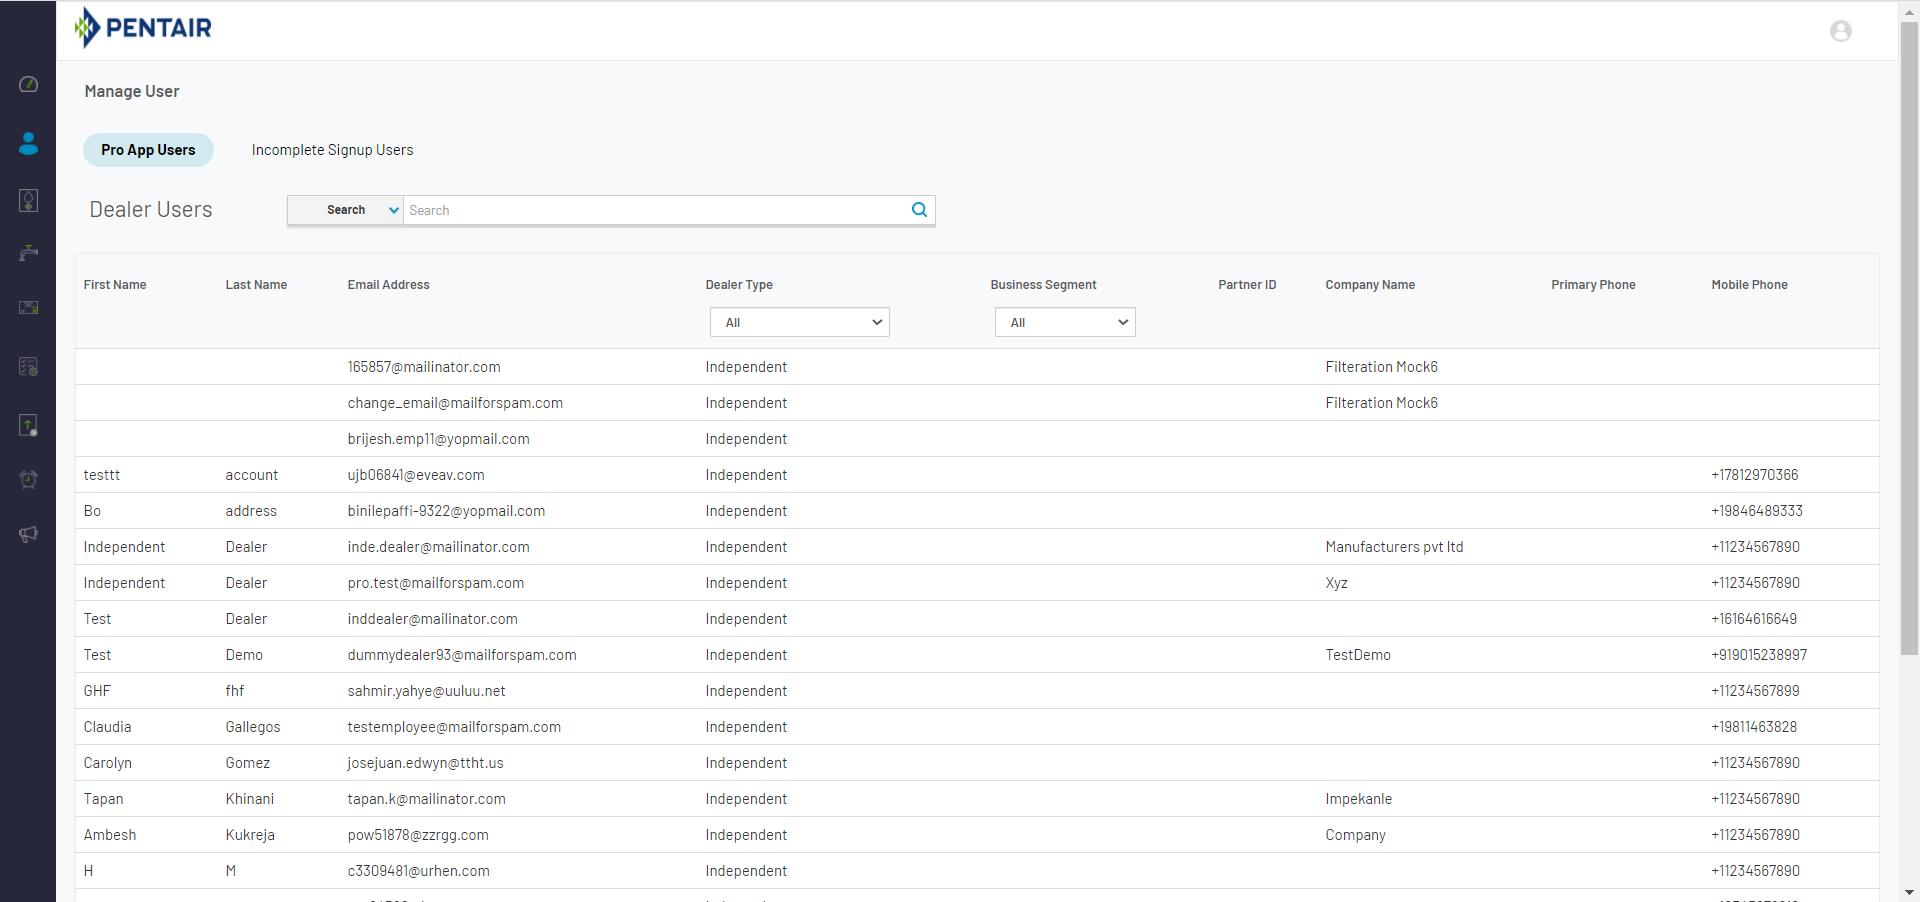 PENTAIR
Manage User
Pro App Users Incomplete Signup Users
Dealer Users Search Search
First Name Last Name Email Address Dealer Type Business Segment Partner ID Company Name Primary Phone Mobile Phone
All All
165857@mailinator.com Independent Filteration Mock6
change_email@mailforspam.com Independent Filteration Mock6
brijesh.emp11@yopmail.com Independent
testtt account ujb06841@eveav.com Independent +17812970366
Bo address binilepaffi-9322@yopmail.com Independent +19846489333
Independent Dealer inde.dealer@mailinator.com Independent Manufacturers pvt ltd +11234567890
Independent Dealer pro.test@mailforspam.com Independent Xyz +11234567890
Test Dealer inddealer@mailinator.com Independent +16164616649
Test Demo dummydealer93@mailforspam.com Independent TestDemo +919015238997
GHF fhf sahmir.yahye@uuluu.net Independent +11234567899
Claudia Gallegos testemployee@mailforspam.com Independent +19811463828
Carolyn Gomez josejuan.edwyn@ttht.us Independent +11234567890
Tapan Khinani tapan.k@mailinator.com Independent Impekanle +11234567890
Ambesh Kukreja pow51878@zzrgg.com Independent Company +11234567890
H M c3309481@urhen.com Independent +11234567890